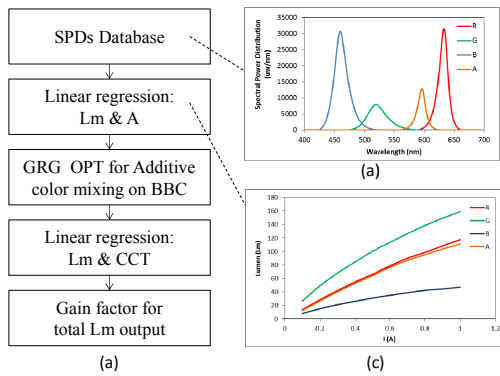 SPDs Database
Linear regression:
Lm & A
GRG OPT for Additive
color mixing on BBC
Linear regression:
Lm & CCT
Gain factor for
total Lm output
(a)
Spectral Power Distribution
(uw/nm)
35000
30000
25000
20000
15000
10000
5000
0
400 450 500 550 600 650 700
Wavelength (nm)
R
G
B
A
(a)
Lumen (Lm)
180
160
140
120
100
80
60
40
20
0
0 0.2 0.4 0.6 0.8 1 1.2
I (A)
R
G
B
A
(c)